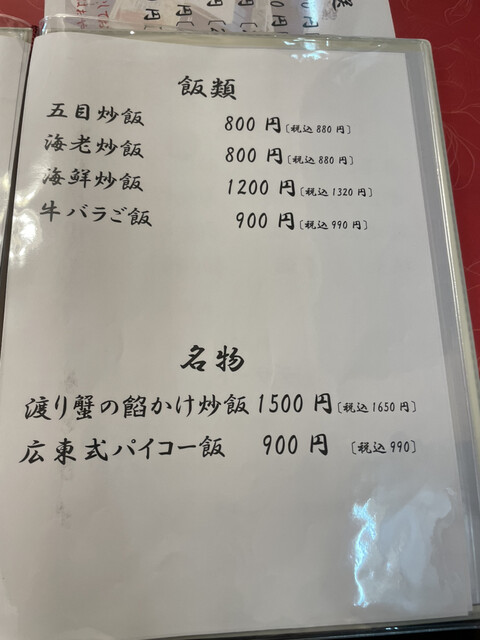 飯類
五目炒飯 800円〔税込880円〕
海老炒飯 800円〔税込880円〕
海鮮炒飯 1200円〔税込1320円〕
牛バラご飯 900円〔税込990円〕
名物
渡り蟹の餡かけ炒飯 1500円〔税込1650円〕
広東式パイコー飯 900円 〔税込990〕